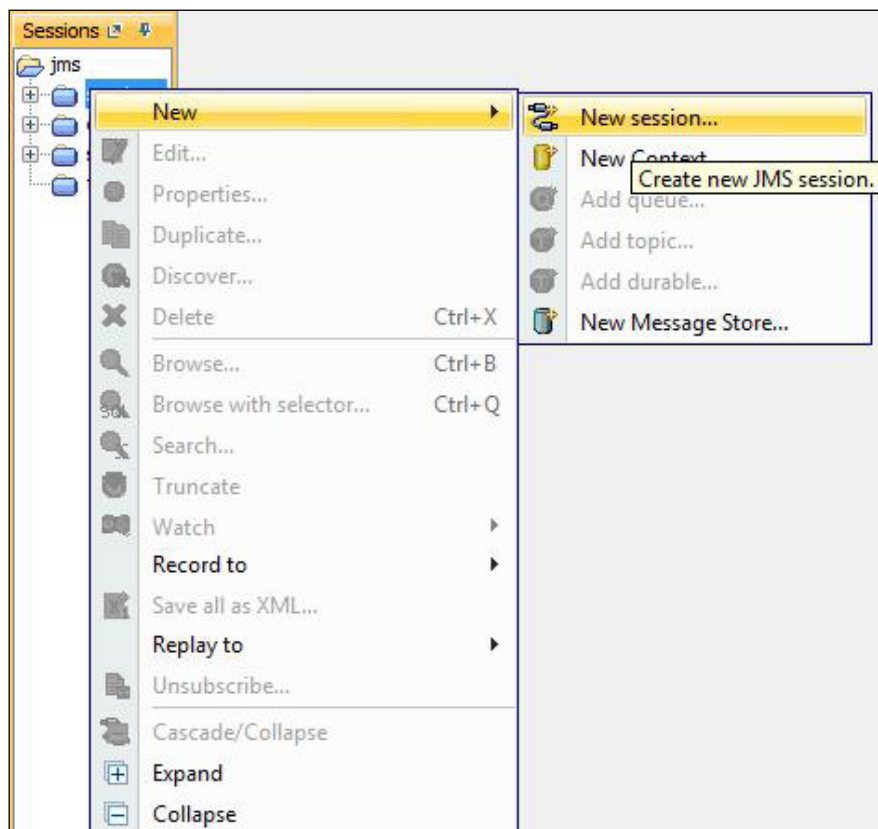 Sessions
jms
New
Edit...
Properties...
Duplicate...
Discover...
Delete Ctrl+X
Browse... Ctrl+B
Browse with selector... Ctrl+Q
Search...
Truncate
Watch
Record to
Save all as XML...
Replay to
Unsubscribe...
Cascade/Collapse
Expand
Collapse
New session...
New Context
Create new JMS session.
Add queue...
Add topic...
Add durable...
New Message Store...